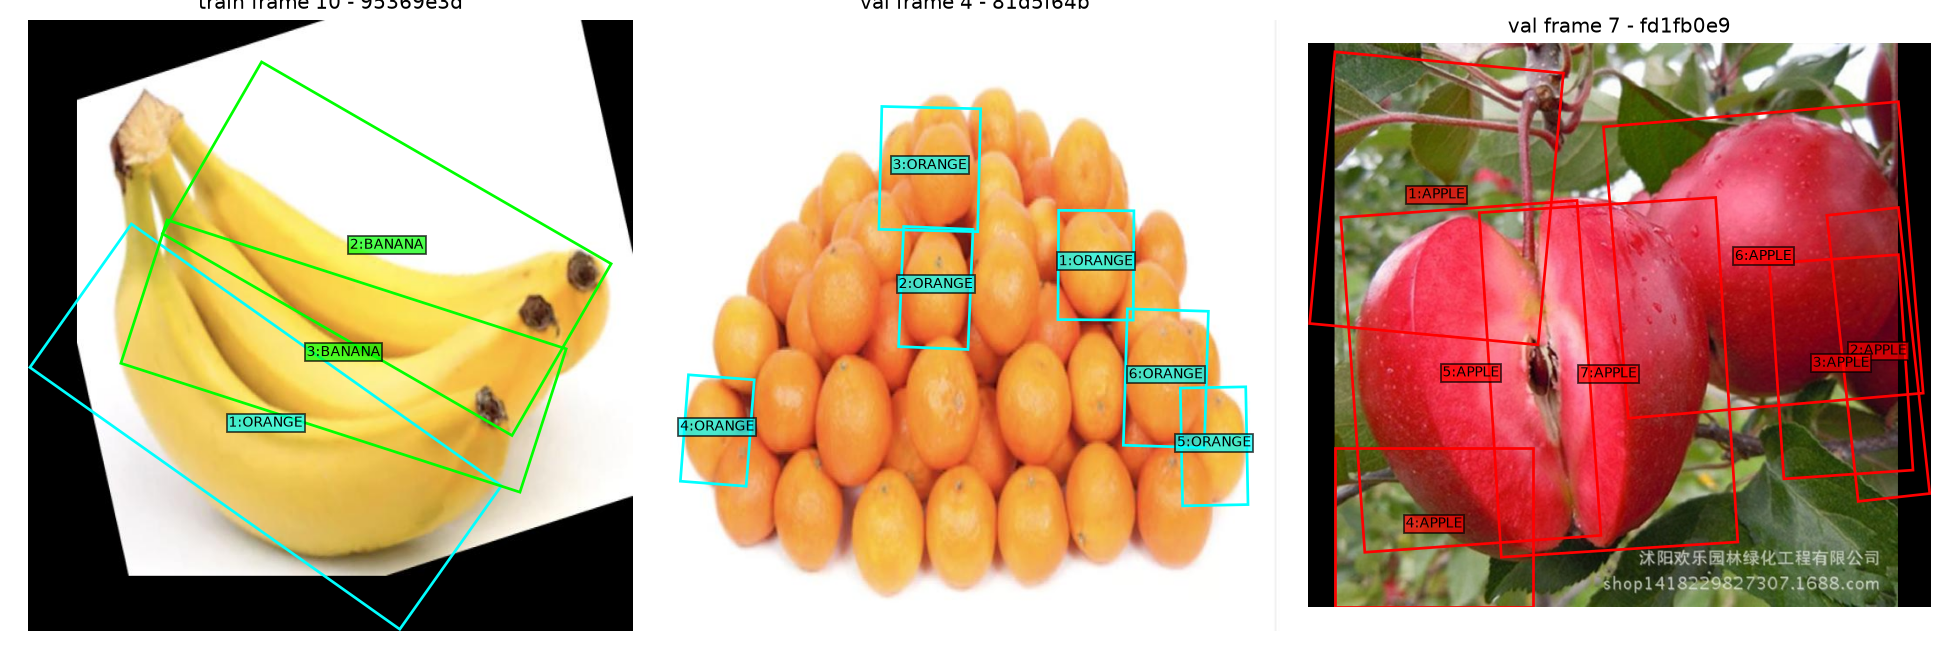 train frame 10 - 95369e3d
val frame 4 - 81d5f64b
val frame 7 - fd1fb0e9
2:BANANA
3:BANANA
1:ORANGE
3:ORANGE
1:ORANGE
2:ORANGE
6:ORANGE
4:ORANGE
5:ORANGE
1:APPLE
6:APPLE
2:APPLE
3:APPLE
5:APPLE
7:APPLE
4:APPLE
沭阳欢乐园林绿化工程有限公司
shop1418229827307.1688.com